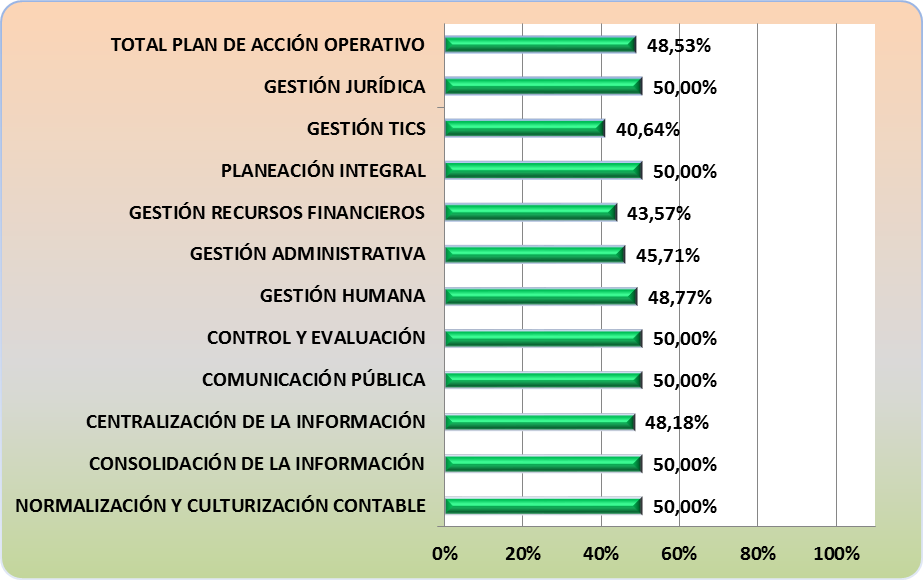 TOTAL PLAN DE ACCIÓN OPERATIVO 48,53%
GESTIÓN JURÍDICA 50,00%
GESTIÓN TICS 40,64%
PLANEACIÓN INTEGRAL 50,00%
GESTIÓN RECURSOS FINANCIEROS 43,57%
GESTIÓN ADMINISTRATIVA 45,71%
GESTIÓN HUMANA 48,77%
CONTROL Y EVALUACIÓN 50,00%
COMUNICACIÓN PÚBLICA 50,00%
CENTRALIZACIÓN DE LA INFORMACIÓN 48,18%
CONSOLIDACIÓN DE LA INFORMACIÓN 50,00%
NORMALIZACIÓN Y CULTURIZACIÓN CONTABLE 50,00%
0% 20% 40% 60% 80% 100%